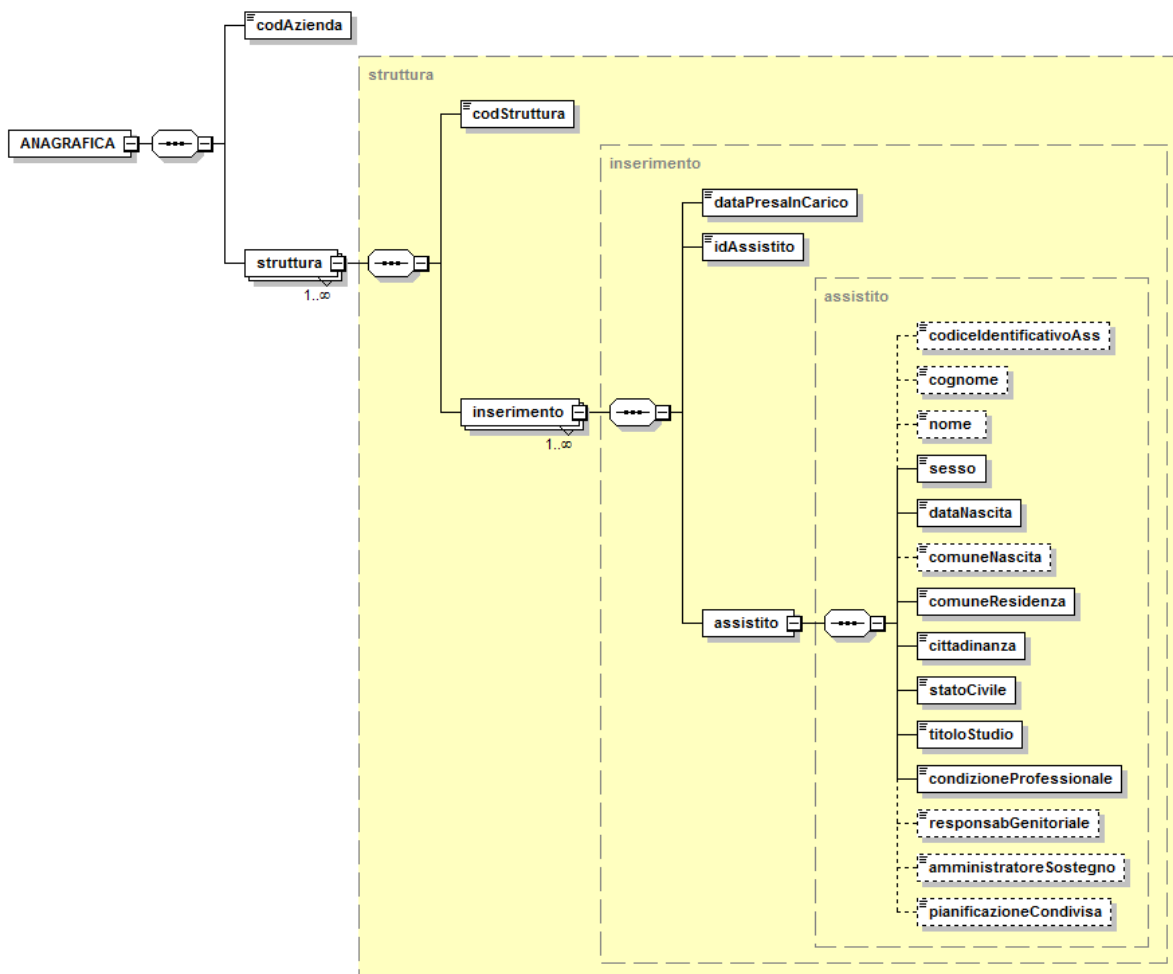 codAzienda
struttura
codStruttura
ANAGRAFICA
inserimento
dataPresaInCarico
idAssistito
struttura
1..∞
assistito
codiceIdentificativoAss
cognome
inserimento
1..∞
nome
sesso
dataNascita
comuneNascita
comuneResidenza
assistito
cittadinanza
statoCivile
titoloStudio
condizioneProfessionale
responsabGenitoriale
amministratoreSostegno
pianificazioneCondivisa